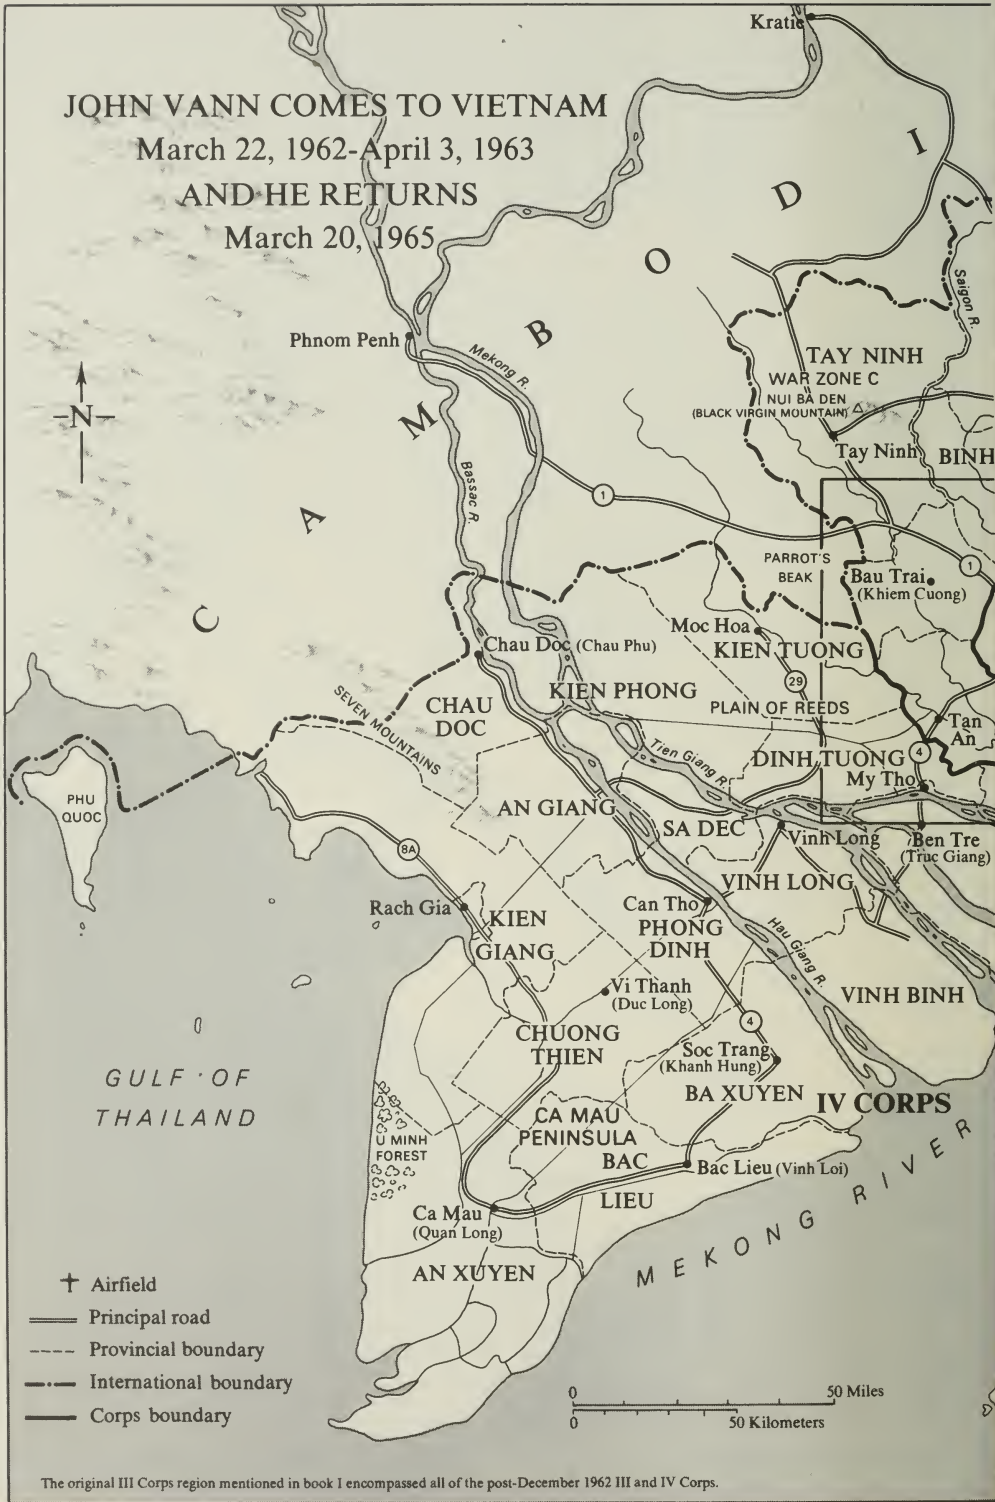 Kratie
JOHN VANN COMES TO VIETNAM
March 22, 1962-April 3, 1963
AND HE RETURNS
March 20, 1965
CAMBODI
Saigon R.
Phnom Penh
Mekong R.
TAY NINH
WAR ZONE C
NUI BA DEN
(BLACK VIRGIN MOUNTAIN)
-N-
Tay Ninh
BINH
Bassac R.
1
PARROT'S
BEAK
1
Bau Trai
(Khiem Cuong)
Moc Hoa
KIEN TUONG
Chau Doc (Chau Phu)
29
KIEN PHONG
SEVEN MOUNTAINS
CHAU
DOC
PLAIN OF REEDS
Tan
An
Tien Giang R.
DINH TUONG
4
My Tho
PHU
QUOC
AN GIANG
SA DEC
Vinh Long
Ben Tre
(Truc Giang)
8A
VINH LONG
Rach Gia
KIEN
GIANG
Can Tho
PHONG
DINH
Hau Giang R.
Vi Thanh
(Duc Long)
VINH BINH
CHUONG
THIEN
4
Soc Trang
(Khanh Hung)
GULF OF
THAILAND
BA XUYEN
IV CORPS
CA MAU
PENINSULA
U MINH
FOREST
BAC
LIEU
Bac Lieu (Vinh Loi)
MEKONG RIVER
Ca Mau
(Quan Long)
AN XUYEN
Airfield
Principal road
Provincial boundary
International boundary
Corps boundary
0 50 Miles
0 50 Kilometers
The original III Corps region mentioned in book I encompassed all of the post-December 1962 III and IV Corps.